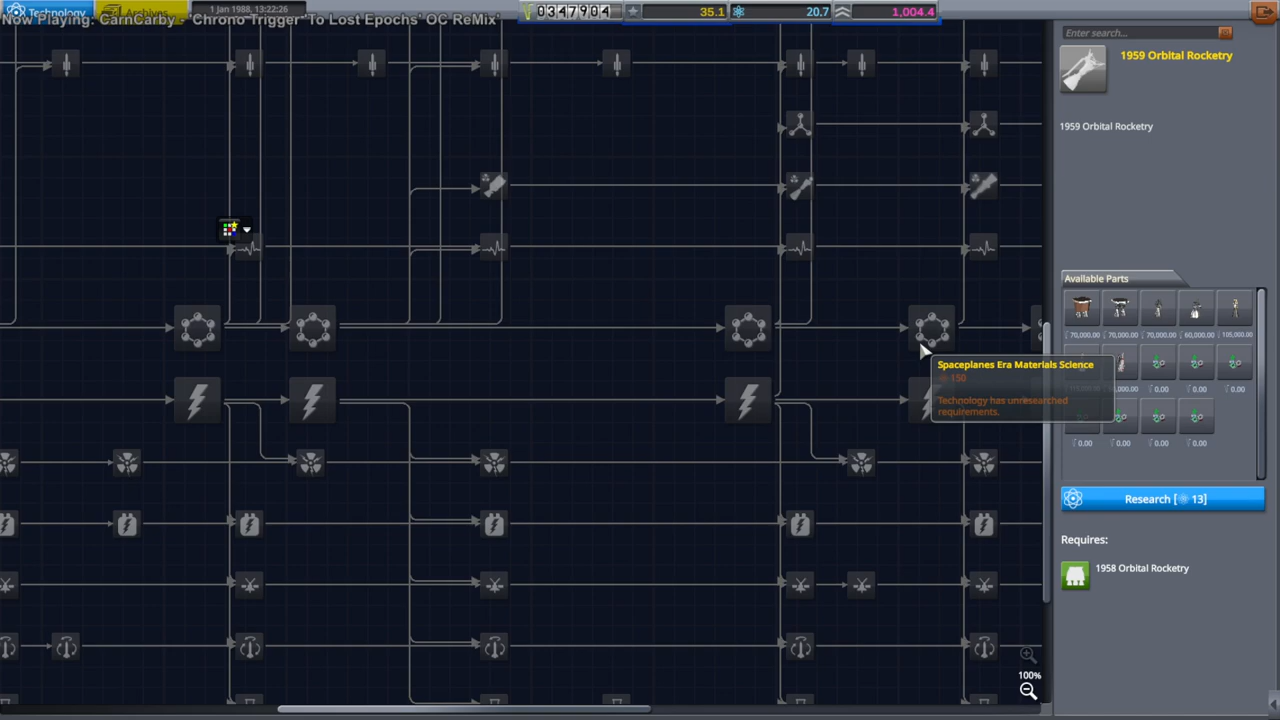 Technology
Archives
1 Jan 1988, 13:22:26
Now Playing: CarnCarby - 'Chrono Trigger 'To Lost Epochs' OC ReMix'
0347904
35.1
20.7
1,004.4
Enter search...
1959 Orbital Rocketry
1959 Orbital Rocketry
Available Parts
70,000.00 70,000.00 70,000.00 60,000.00 105,000.00
0.00 0.00 0.00
0.00 0.00 0.00
Spaceplanes Era Materials Science
150
Technology has unresearched
requirements.
Research [ 13]
Requires:
1958 Orbital Rocketry
100%